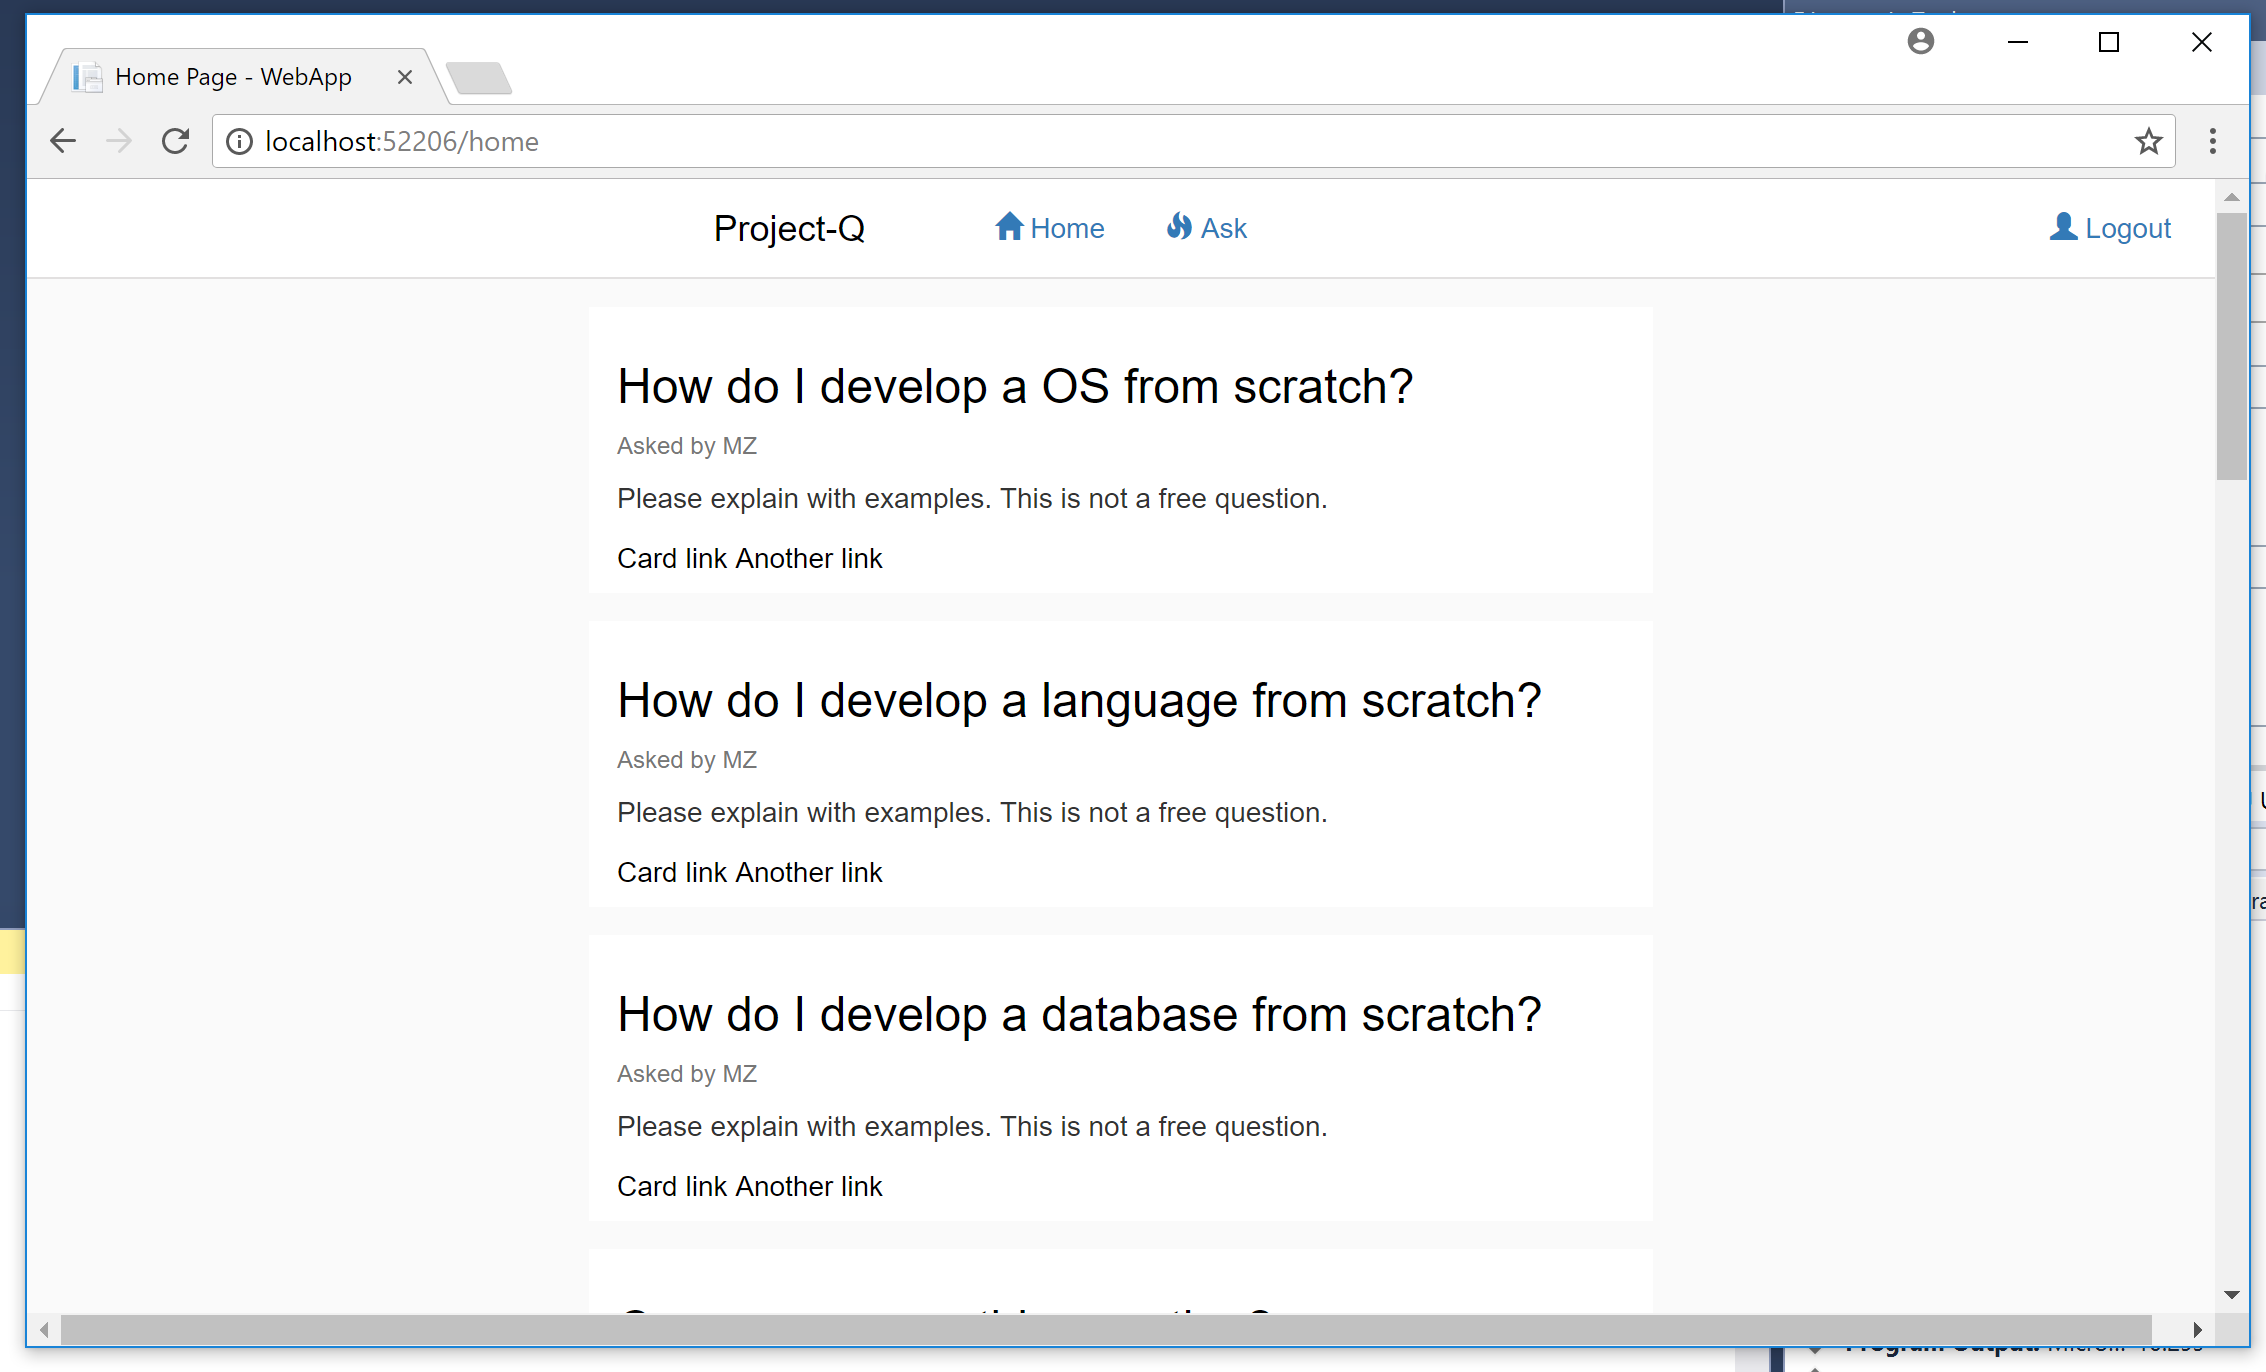 Home Page - WebApp
localhost:52206/home
Project-Q Home Ask Logout
How do I develop a OS from scratch?
Asked by MZ
Please explain with examples. This is not a free question.
Card link Another link
How do I develop a language from scratch?
Asked by MZ
Please explain with examples. This is not a free question.
Card link Another link
How do I develop a database from scratch?
Asked by MZ
Please explain with examples. This is not a free question.
Card link Another link